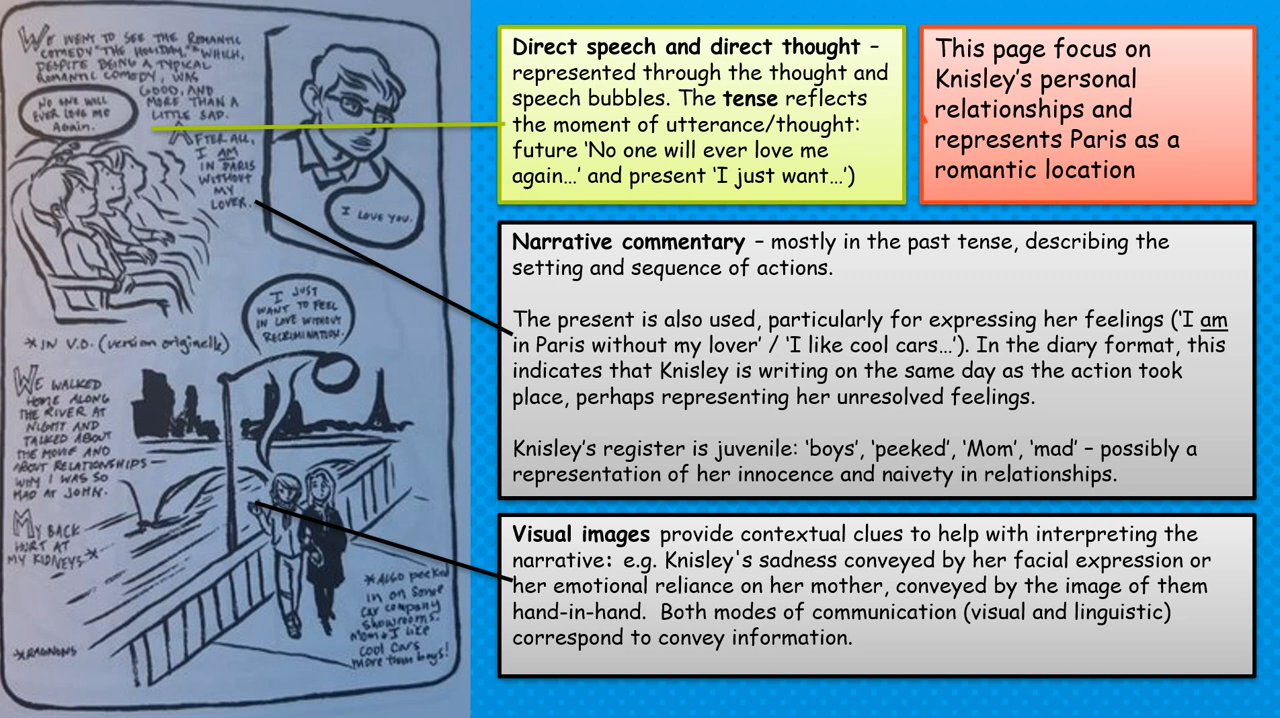 WE WENT TO SEE THE ROMANTIC
COMEDY "THE HOLIDAY,"* WHICH,
DESPITE BEING A TYPICAL
ROMANTIC COMEDY, WAS
GOOD, AND
MORE THAN A
LITTLE SAD.
NO ONE WILL
EVER LOVE ME
AGAIN.
AFTER ALL,
I AM
IN PARIS
WITHOUT
MY
LOVER.
I LOVE YOU.
I JUST
WANT TO FEEL
IN LOVE WITHOUT
RECRIMINATION.
*IN V.O. (version originelle)
WE WALKED
HOME ALONG
THE RIVER AT
NIGHT AND
TALKED ABOUT
THE MOVIE AND
ABOUT RELATIONSHIPS—
WHY I WAS SO
MAD AT JOHN.
MY BACK
HURT AT
MY KIDNEYS*
*ROGNONS
*ALSO peeked
in on some
car company
showrooms.
Mom & I like
cool cars
more than boys!
Direct speech and direct thought –
represented through the thought and
speech bubbles. The tense reflects
the moment of utterance/thought:
future ‘No one will ever love me
again…’ and present ‘I just want…’)
This page focus on
Knisley’s personal
relationships and
represents Paris as a
romantic location
Narrative commentary – mostly in the past tense, describing the
setting and sequence of actions.
The present is also used, particularly for expressing her feelings (‘I am
in Paris without my lover’ / ‘I like cool cars…’). In the diary format, this
indicates that Knisley is writing on the same day as the action took
place, perhaps representing her unresolved feelings.
Knisley’s register is juvenile: ‘boys’, ‘peeked’, ‘Mom’, ‘mad’ – possibly a
representation of her innocence and naivety in relationships.
Visual images provide contextual clues to help with interpreting the
narrative: e.g. Knisley's sadness conveyed by her facial expression or
her emotional reliance on her mother, conveyed by the image of them
hand-in-hand. Both modes of communication (visual and linguistic)
correspond to convey information.